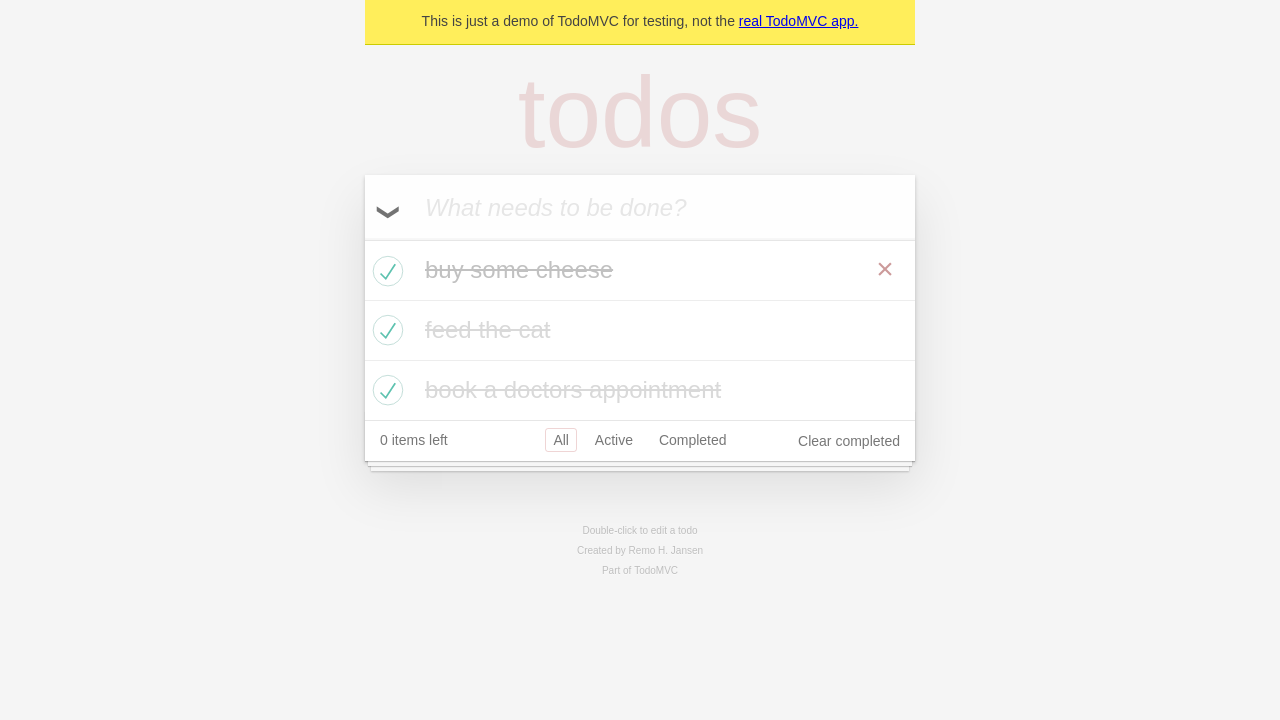 This is just a demo of TodoMVC for testing, not the real TodoMVC app.
todos
What needs to be done?
buy some cheese
feed the cat
book a doctors appointment
0 items left All Active Completed Clear completed
Double-click to edit a todo
Created by Remo H. Jansen
Part of TodoMVC